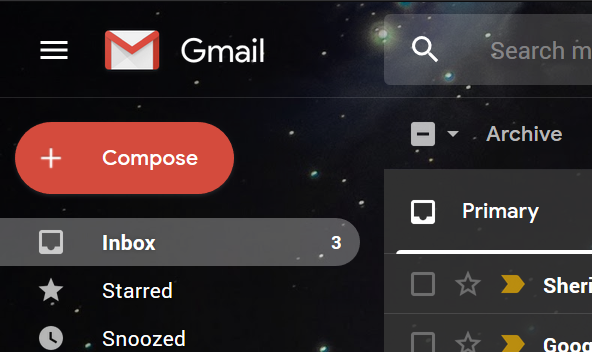 Gmail
Search m
Compose
Archive
Primary
Inbox 3
Starred
Sheri
Snoozed
Goog